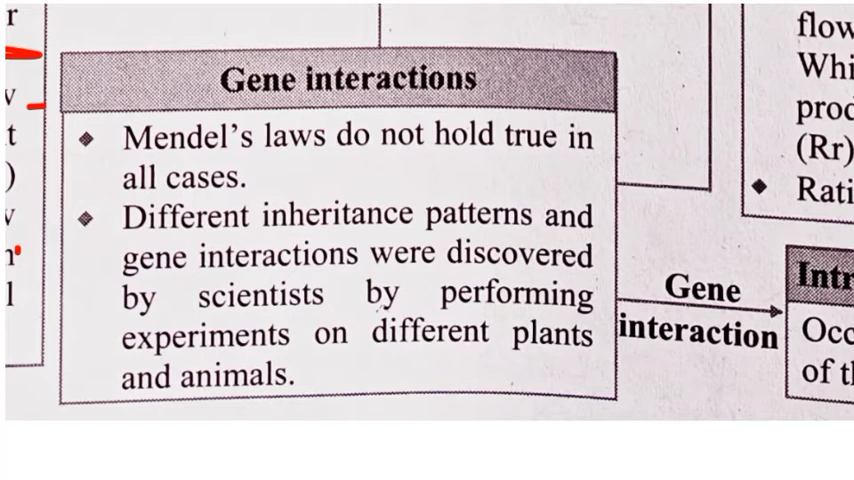 r
v
t
)
v
l
Gene interactions
Mendel's laws do not hold true in
all cases.
Different inheritance patterns and
gene interactions were discovered
by scientists by performing
experiments on different plants
and animals.
Gene
interaction
flow
Whi
prod
(Rr)
Rati
Intr
Occ
of th